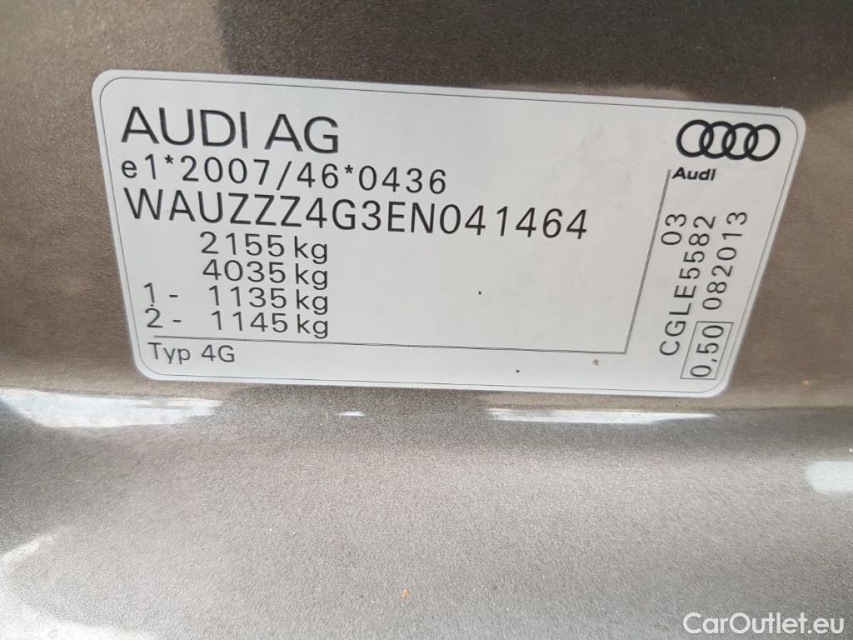 AUDI AG
e1*2007/46*0436
WAUZZZ4G3EN041464
2155 kg
4035 kg
1 - 1135 kg
2 - 1145 kg
Typ 4G
Audi
03
CGLE5582
0,50 082013
CarOutlet.eu